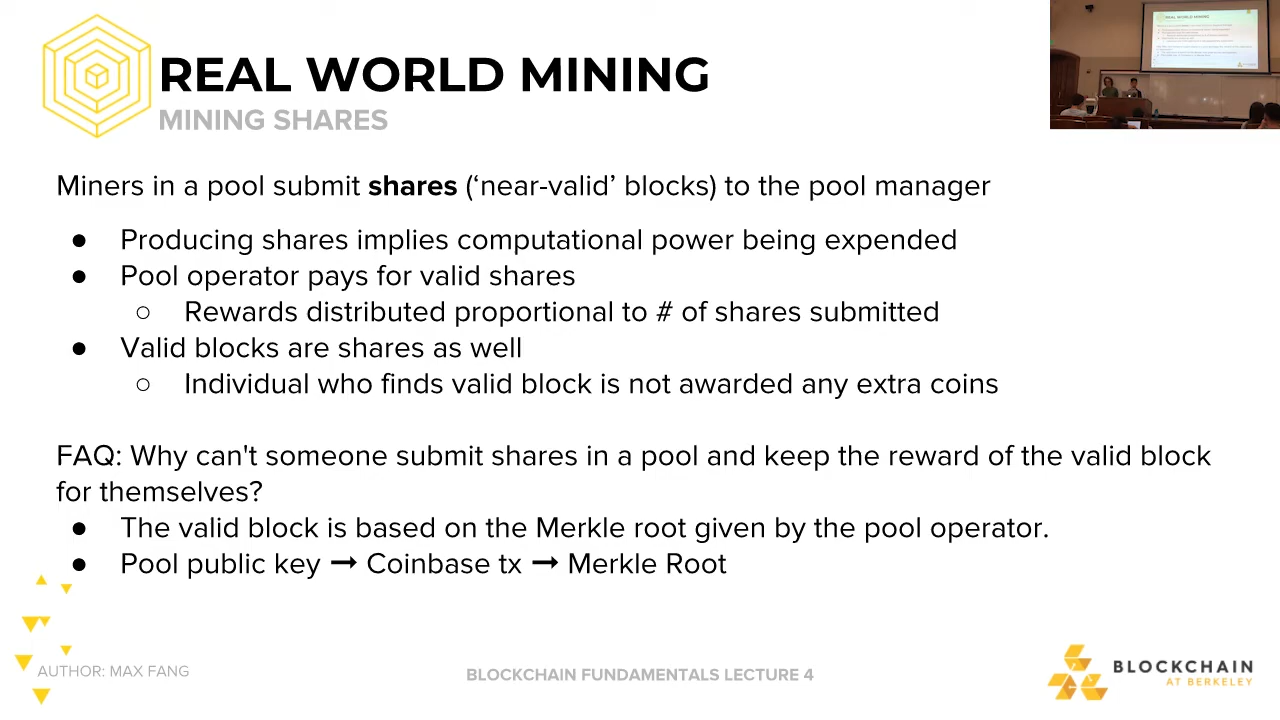 REAL WORLD MINING
MINING SHARES
REAL WORLD MINING
Miners in a pool submit shares (‘near-valid’ blocks) to the pool manager
● Producing shares implies computational power being expended
● Pool operator pays for valid shares
○ Rewards distributed proportional to # of shares submitted
● Valid blocks are shares as well
○ Individual who finds valid block is not awarded any extra coins
FAQ: Why can't someone submit shares in a pool and keep the reward of the valid block
for themselves?
● The valid block is based on the Merkle root given by the pool operator.
● Pool public key ➞ Coinbase tx ➞ Merkle Root
AUTHOR: MAX FANG
BLOCKCHAIN FUNDAMENTALS LECTURE 4
BLOCKCHAIN
AT BERKELEY